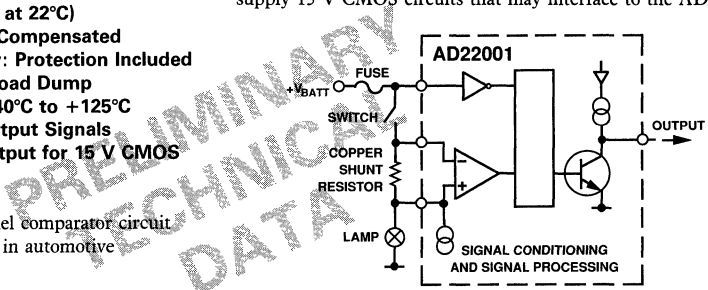 at 22°C)
Compensated
: Protection Included
oad Dump
40°C to +125°C
tput Signals
tput for 15 V CMOS
el comparator circuit
in automotive
supply 15 V CMOS circuits that may interface to the AD
PRELIMINARY
TECHNICAL
DATA
AD22001
FUSE
+VBATT
SWITCH
COPPER
SHUNT
RESISTOR
LAMP
OUTPUT
SIGNAL CONDITIONING
AND SIGNAL PROCESSING